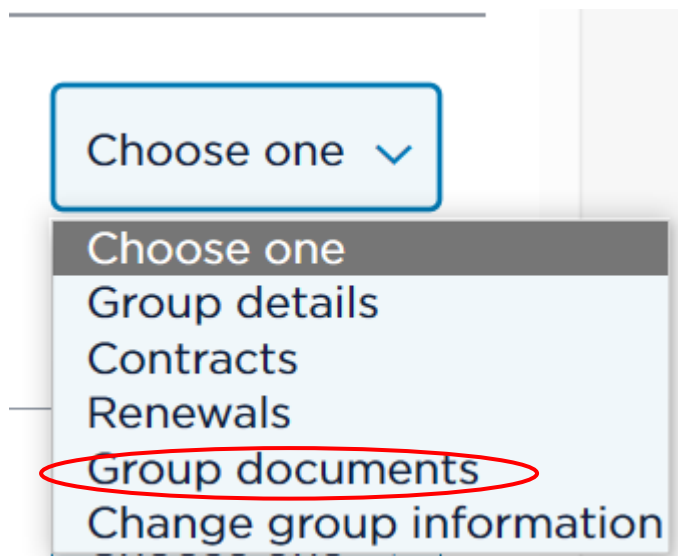 Choose one
Choose one
Group details
Contracts
Renewals
Group documents
Change group information